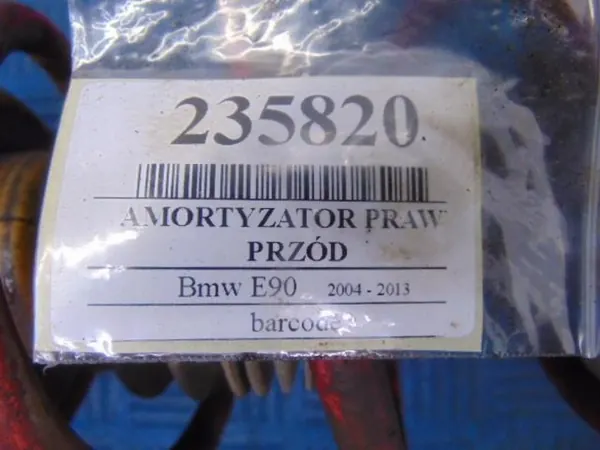 235820
AMORTYZATOR PRAW
PRZÓD
Bmw E90 2004 - 2013
barcode